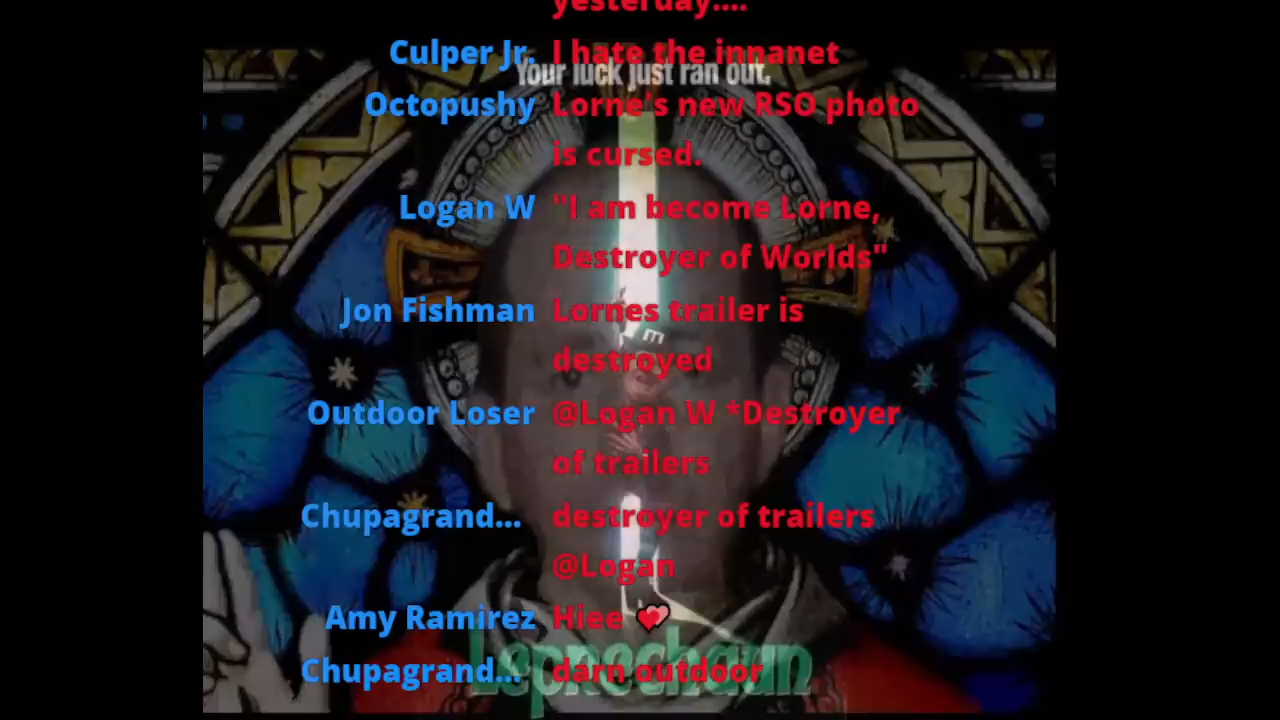 yesterday....
Culper Jr. I hate the innanet
Your luck just ran out.
Octopushy Lorne's new RSO photo
is cursed.
Logan W "I am become Lorne,
Destroyer of Worlds"
Jon Fishman Lornes trailer is
destroyed
Outdoor Loser @Logan W *Destroyer
of trailers
Chupagrand... destroyer of trailers
@Logan
Amy Ramirez Hiee 💕
Chupagrand... darn outdoor
Leprechaun